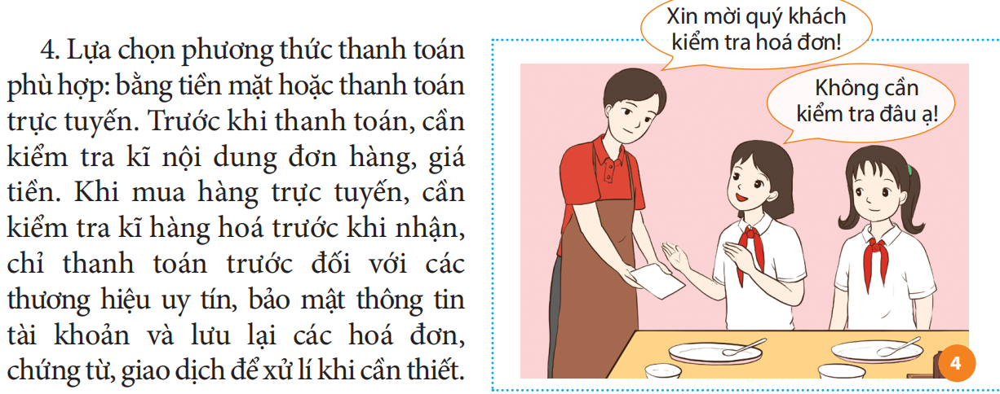 4. Lựa chọn phương thức thanh toán
phù hợp: bằng tiền mặt hoặc thanh toán
trực tuyến. Trước khi thanh toán, cần
kiểm tra kĩ nội dung đơn hàng, giá
tiền. Khi mua hàng trực tuyến, cần
kiểm tra kĩ hàng hoá trước khi nhận,
chỉ thanh toán trước đối với các
thương hiệu uy tín, bảo mật thông tin
tài khoản và lưu lại các hoá đơn,
chứng từ, giao dịch để xử lí khi cần thiết.
Xin mời quý khách
kiểm tra hoá đơn!
Không cần
kiểm tra đâu ạ!
4